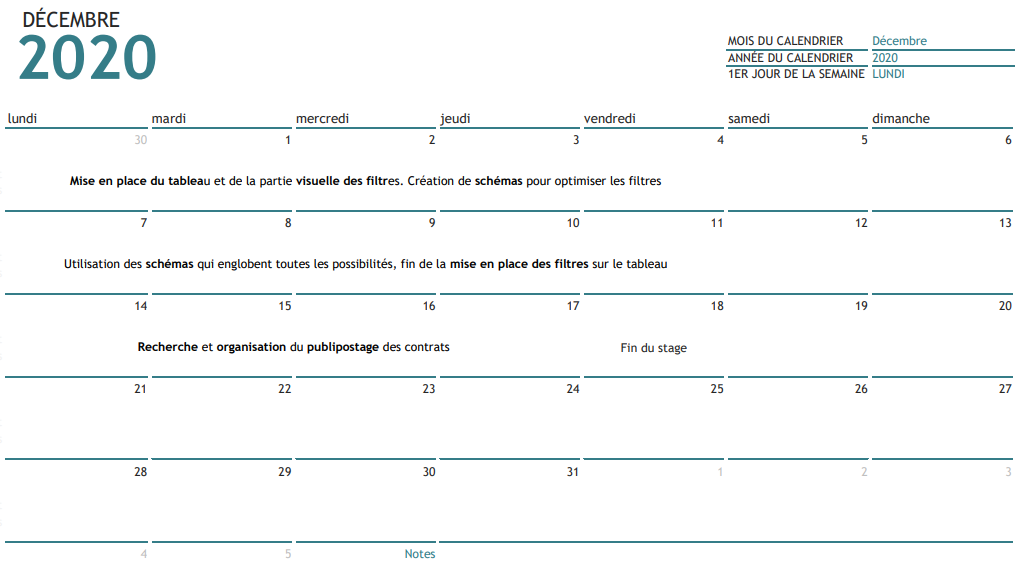 DÉCEMBRE
2020
MOIS DU CALENDRIER Décembre
ANNÉE DU CALENDRIER 2020
1ER JOUR DE LA SEMAINE LUNDI
lundi mardi mercredi jeudi vendredi samedi dimanche
30 1 2 3 4 5 6
Mise en place du tableau et de la partie visuelle des filtres. Création de schémas pour optimiser les filtres
7 8 9 10 11 12 13
Utilisation des schémas qui englobent toutes les possibilités, fin de la mise en place des filtres sur le tableau
14 15 16 17 18 19 20
Recherche et organisation du publipostage des contrats Fin du stage
21 22 23 24 25 26 27
28 29 30 31 1 2 3
4 5 Notes